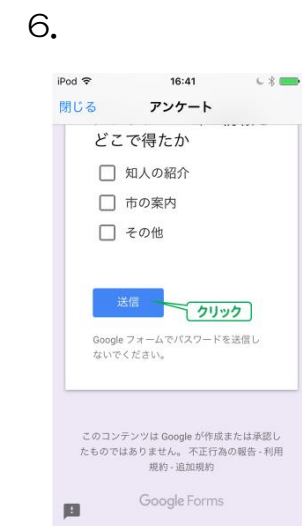 6.
iPod 16:41
閉じる アンケート
どこで得たか
知人の紹介
市の案内
その他
送信
クリック
Google フォームでパスワードを送信し
ないでください。
このコンテンツは Google が作成または承認し
たものではありません。 不正行為の報告 - 利用
規約 - 追加規約
Google Forms